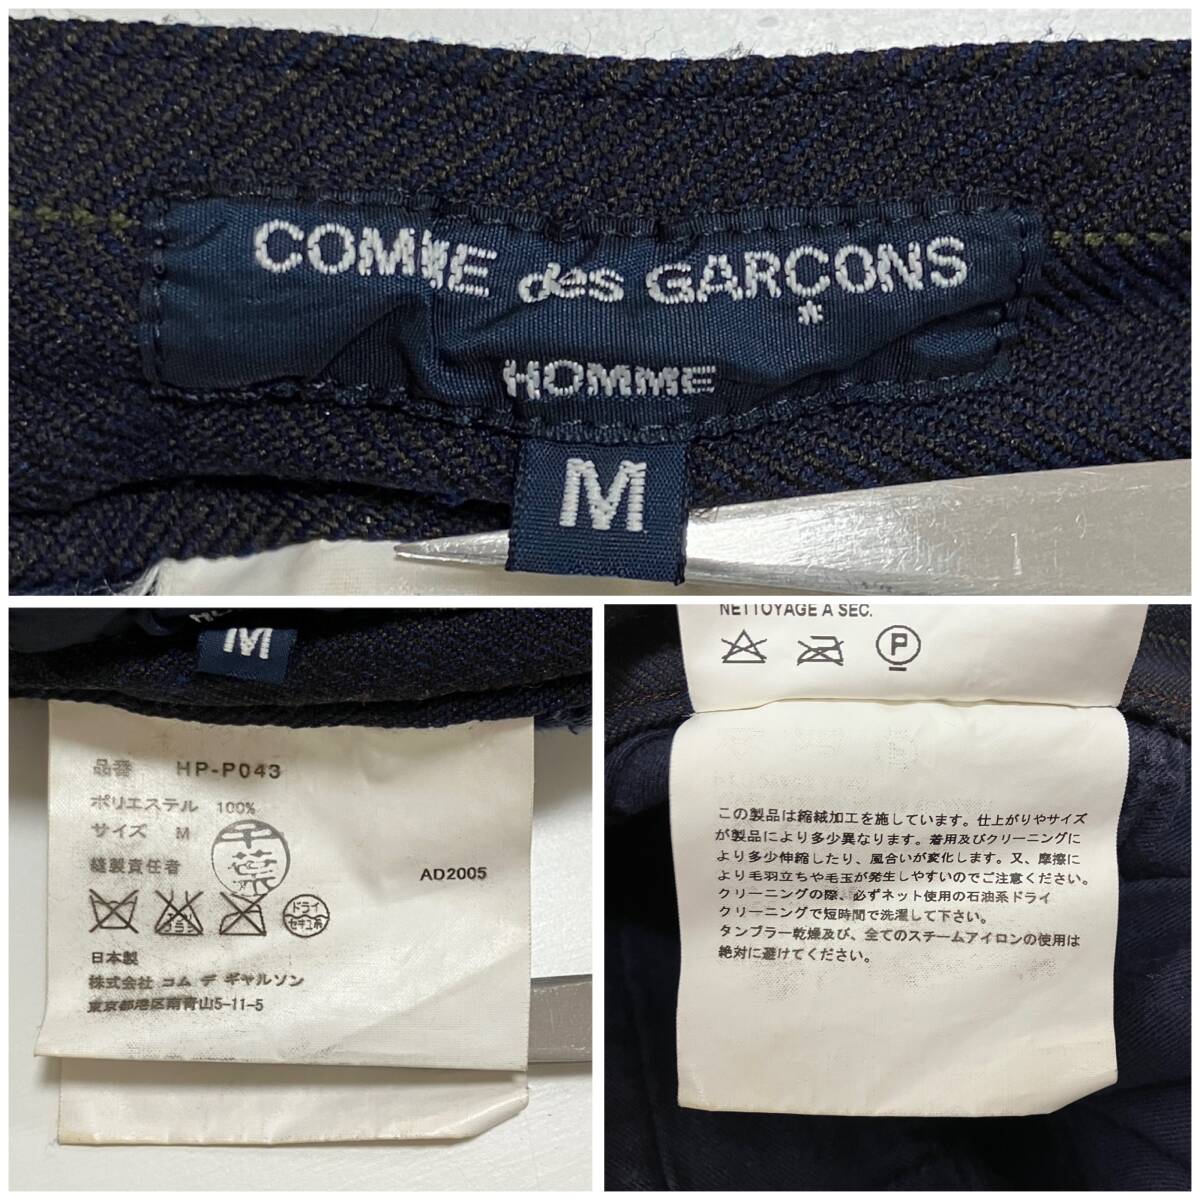 COMME des GARÇONS
HOMME
M
M
品番 HP-P043
ポリエステル 100%
サイズ M
縫製責任者
千葉
AD2005
ドライ
セキユ系
日本製
株式会社 コム デ ギャルソン
東京都港区南青山5-11-5
NETTOYAGE A SEC.
P
この製品は縮絨加工を施しています。仕上がりやサイズ
が製品により多少異なります。着用及びクリーニングに
より多少伸縮したり、風合いが変化します。又、摩擦に
より毛羽立ちや毛玉が発生しやすいのでご注意ください。
クリーニングの際、必ずネット使用の石油系ドライ
クリーニングで短時間で洗濯して下さい。
タンブラー乾燥及び、全てのスチームアイロンの使用は
絶対に避けてください。